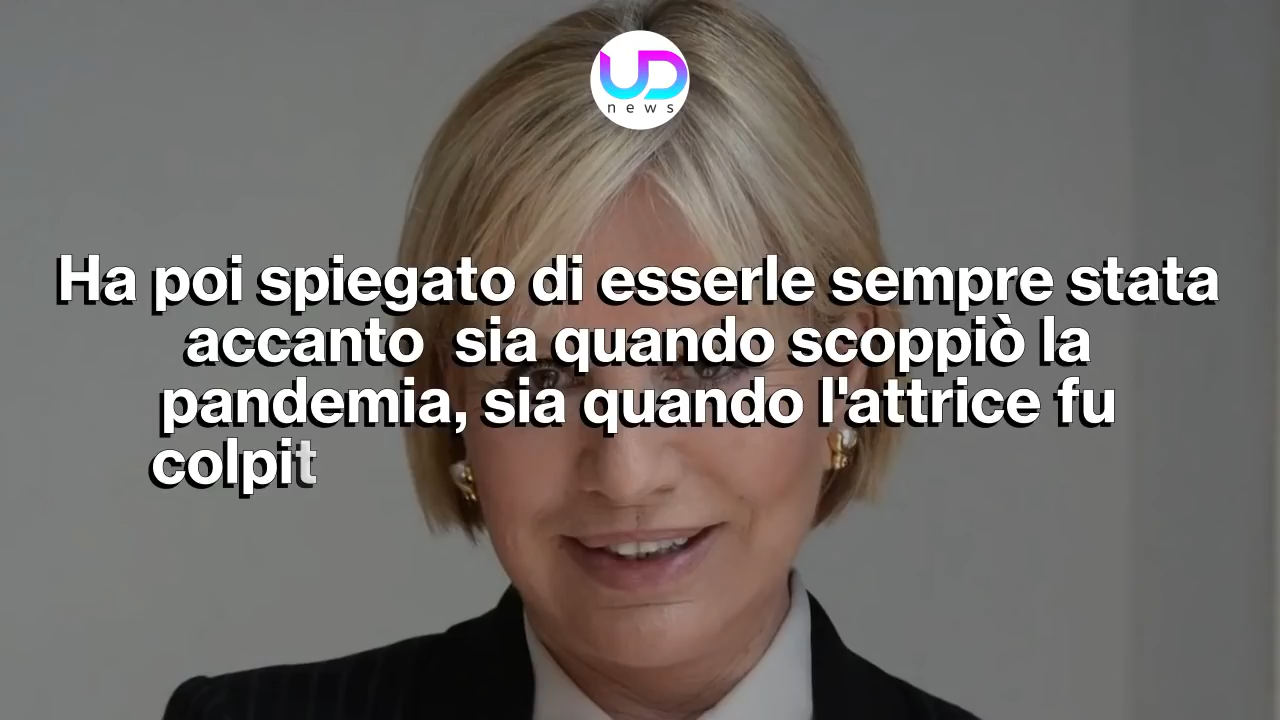 UD
news
Ha poi spiegato di esserle sempre stata
accanto  sia quando scoppiò la
pandemia, sia quando l'attrice fu
colpit